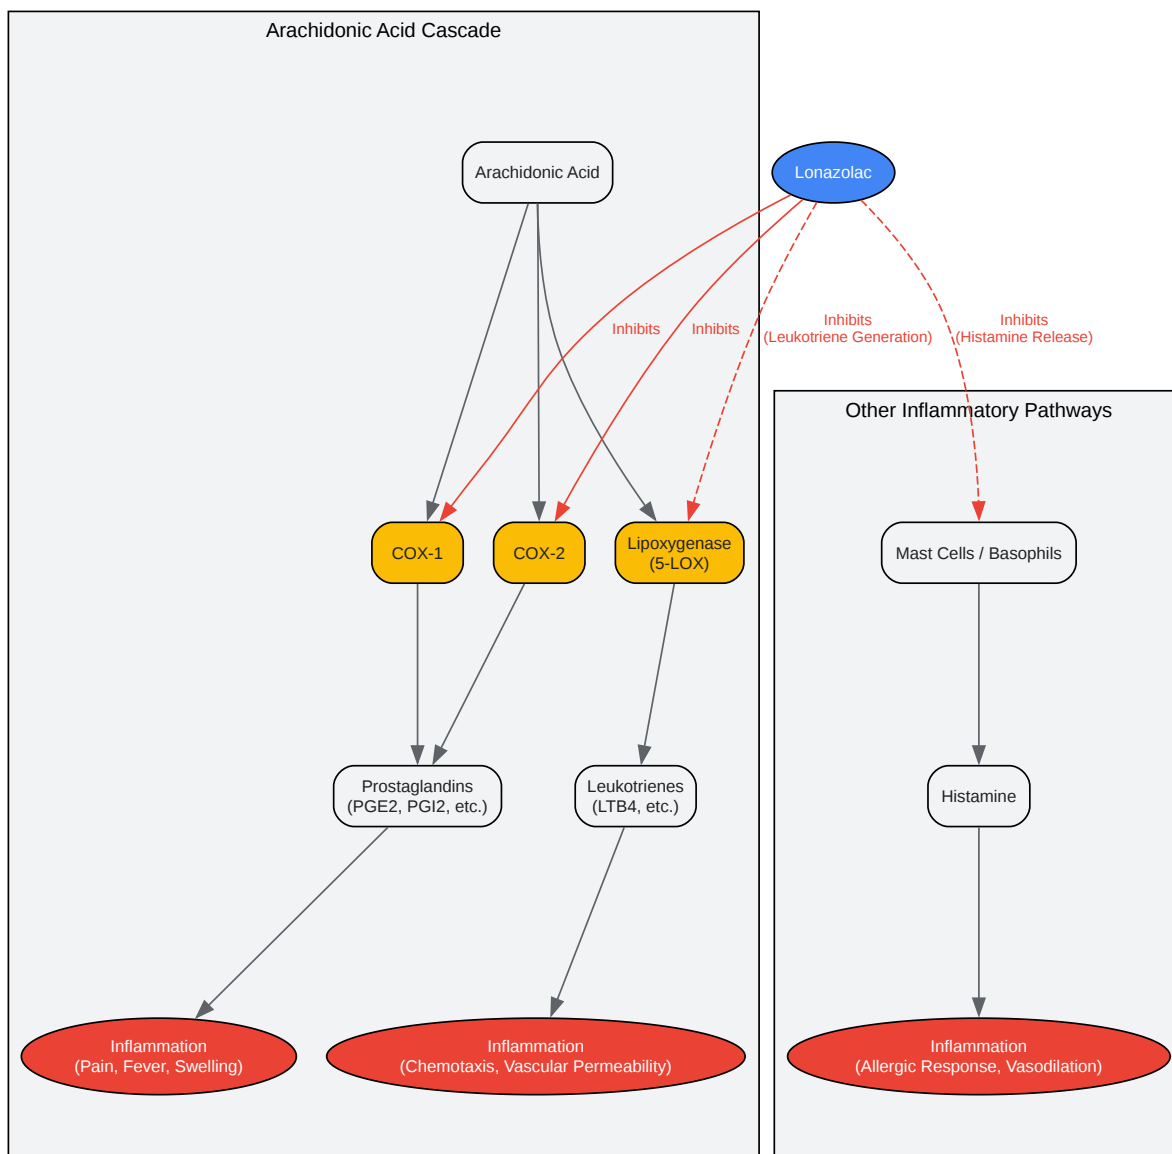 Arachidonic Acid Cascade
Arachidonic Acid
Lonazolac
Inhibits
Inhibits
Inhibits
(Leukotriene Generation)
Inhibits
(Histamine Release)
Other Inflammatory Pathways
COX-1
COX-2
Lipoxygenase
(5-LOX)
Mast Cells / Basophils
Prostaglandins
(PGE2, PGI2, etc.)
Leukotrienes
(LTB4, etc.)
Histamine
Inflammation
(Pain, Fever, Swelling)
Inflammation
(Chemotaxis, Vascular Permeability)
Inflammation
(Allergic Response, Vasodilation)